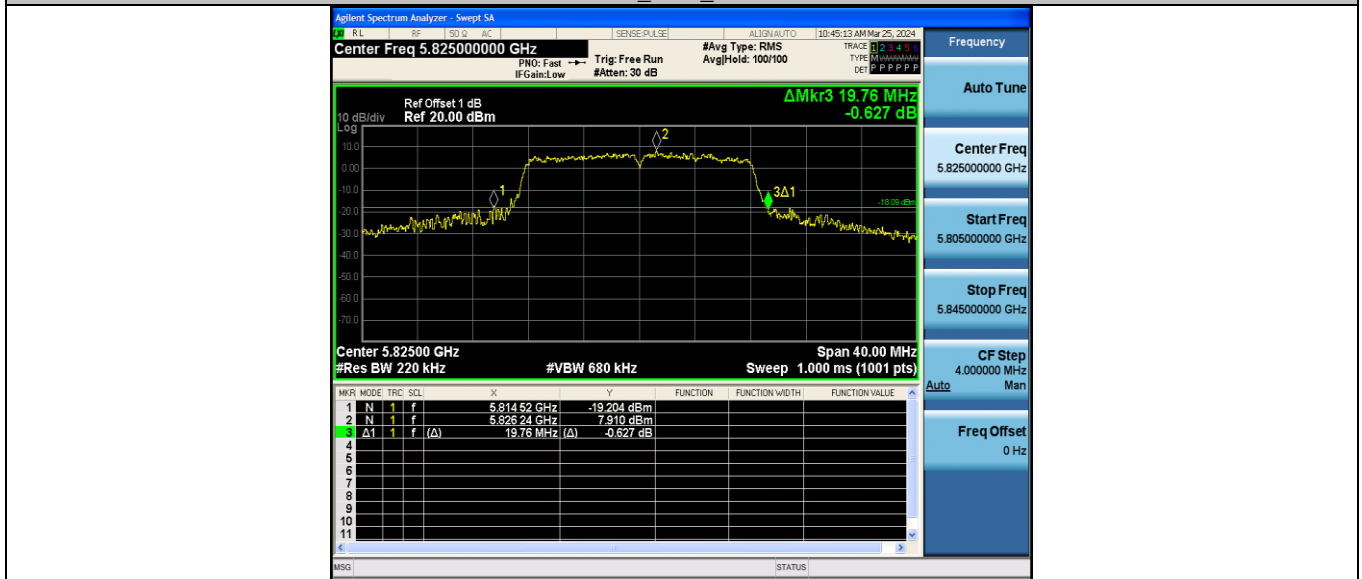 Agilent Spectrum Analyzer - Swept SA
RL RF 50 Ω AC SENSE:PULSE ALIGNAUTO 10:45:13 AM Mar 25, 2024
Center Freq 5.825000000 GHz
#Avg Type: RMS
TRACE 1 2 3 4 5 6
PNO: Fast
Trig: Free Run
Avg|Hold: 100/100
TYPE M
IFGain:Low
#Atten: 30 dB
DET P P P P P P
Frequency
Auto Tune
Center Freq
5.825000000 GHz
Start Freq
5.805000000 GHz
Stop Freq
5.845000000 GHz
CF Step
4.000000 MHz
Auto Man
Freq Offset
0 Hz
ΔMkr3 19.76 MHz
-0.627 dB
Ref Offset 1 dB
10 dB/div Ref 20.00 dBm
Log
10.0
0.00
-10.0
-20.0
-30.0
-40.0
-50.0
-60.0
-70.0
1
2
3Δ1
-18.09 dBm
Center 5.82500 GHz Span 40.00 MHz
#Res BW 220 kHz #VBW 680 kHz Sweep 1.000 ms (1001 pts)
MKR MODE TRC SCL X Y FUNCTION FUNCTION WIDTH FUNCTION VALUE
1 N 1 f 5.814 52 GHz -19.204 dBm
2 N 1 f 5.826 24 GHz 7.910 dBm
3 Δ1 1 f (Δ) 19.76 MHz (Δ) -0.627 dB
4
5
6
7
8
9
10
11
MSG STATUS